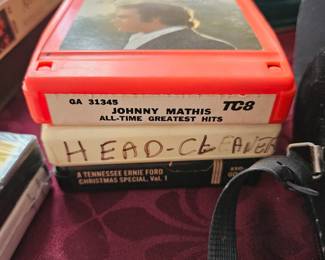 GA 31345
JOHNNY MATHIS
TC8
ALL-TIME GREATEST HITS
HEAD-CLEANER
A TENNESSEE ERNIE FORD
CHRISTMAS SPECIAL, Vol. 1